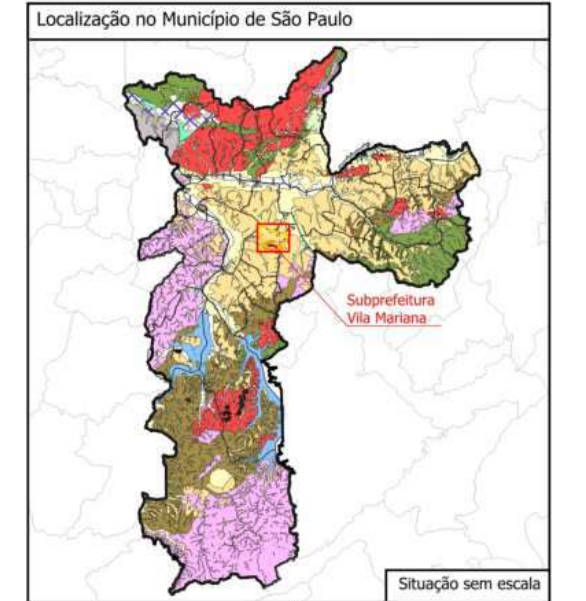 Localização no Município de São Paulo
Subprefeitura
Vila Mariana
Situação sem escala